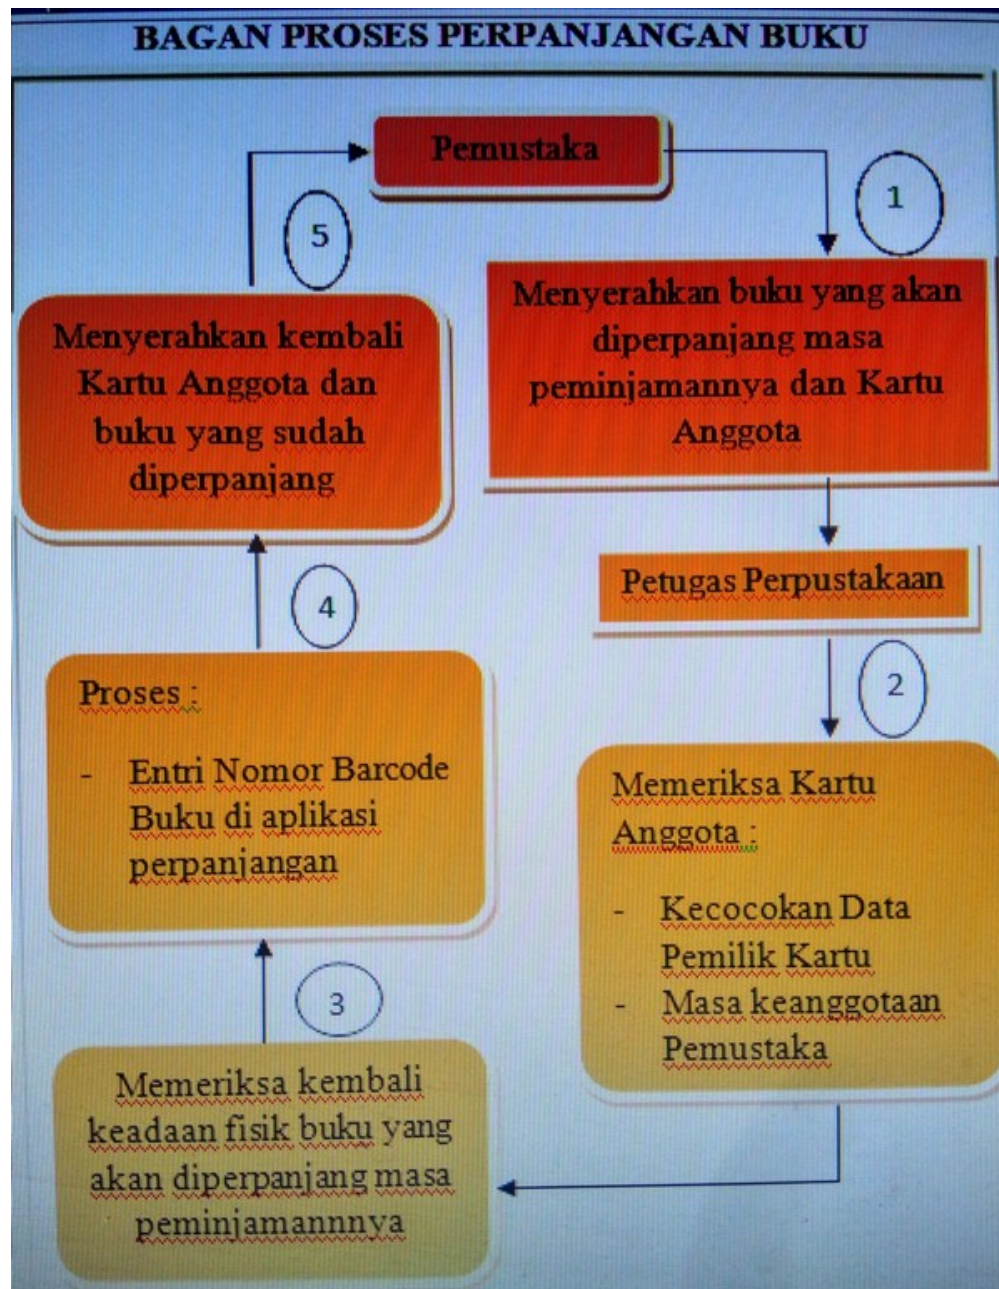 BAGAN PROSES PERPANJANGAN BUKU
Pemustaka
1
Menyerahkan buku yang akan
diperpanjang masa
peminjamannya dan Kartu
Anggota
Petugas Perpustakaan
2
Memeriksa Kartu
Anggota :
- Kecocokan Data
Pemilik Kartu
- Masa keanggotaan
Pemustaka
Memeriksa kembali
keadaan fisik buku yang
akan diperpanjang masa
peminjamannnya
3
Proses :
- Entri Nomor Barcode
Buku di aplikasi
perpanjangan
4
Menyerahkan kembali
Kartu Anggota dan
buku yang sudah
diperpanjang
5